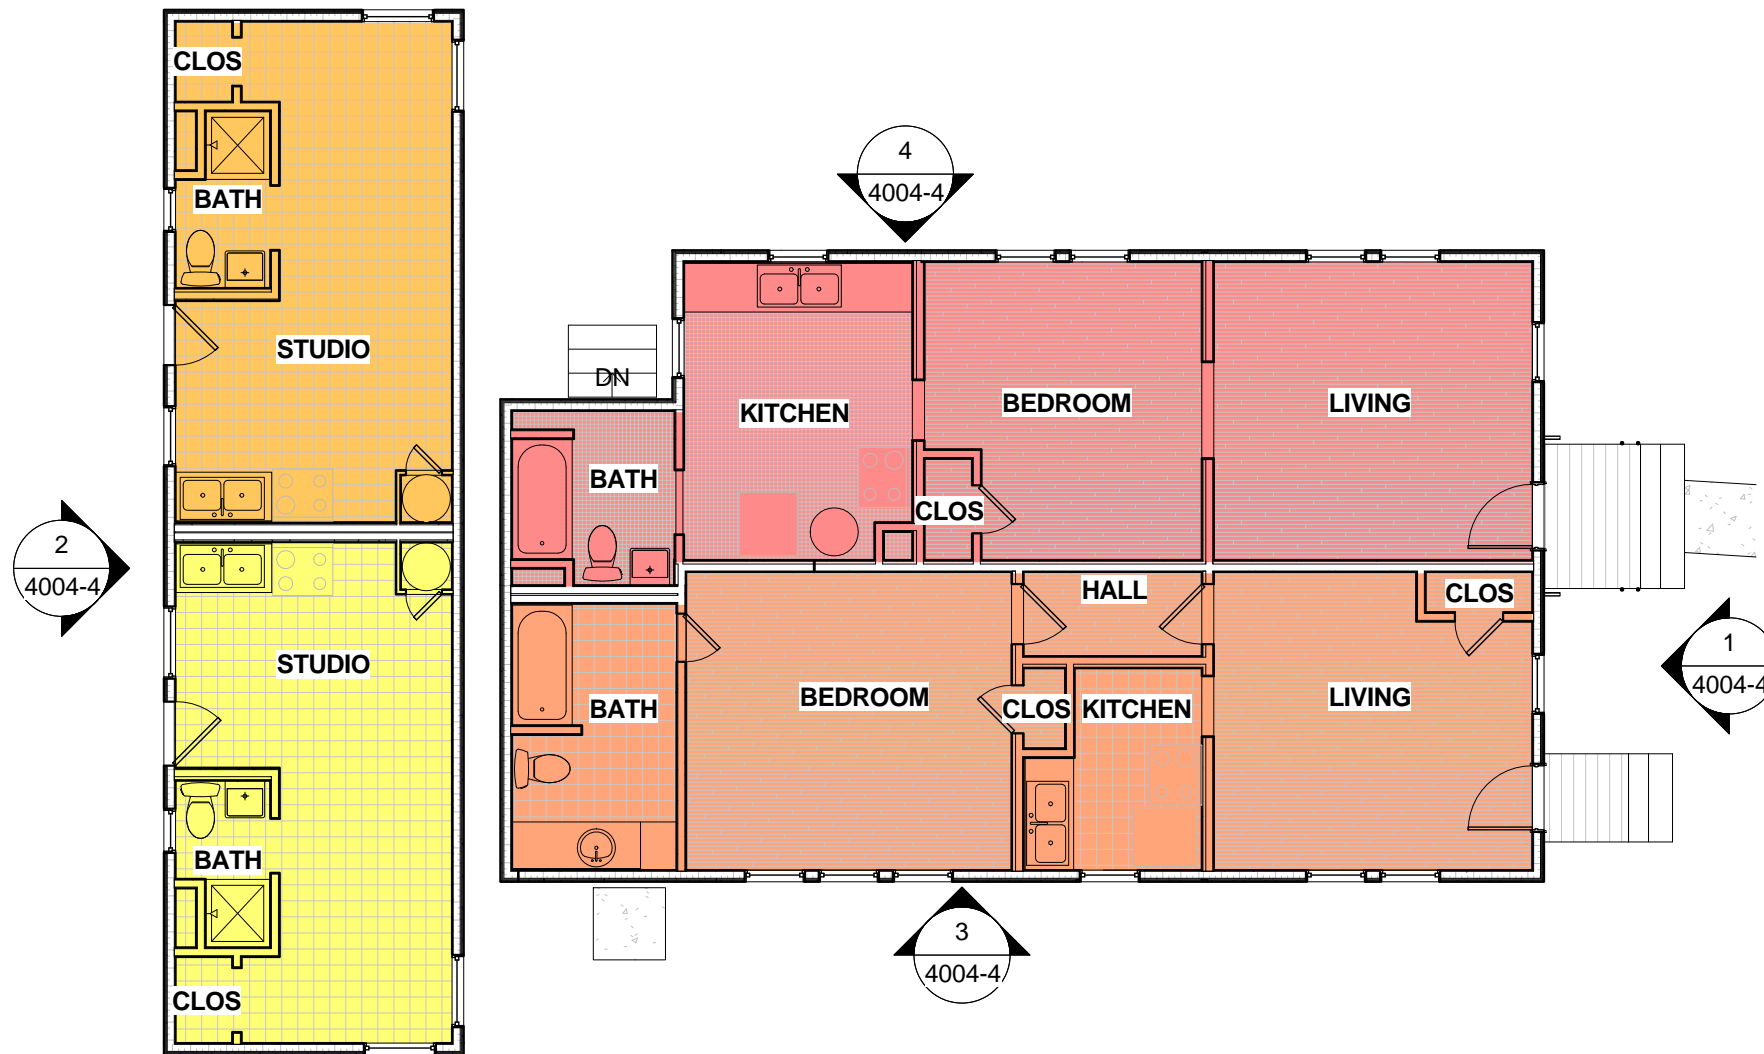 CLOS
BATH
STUDIO
STUDIO
BATH
CLOS
2
4004-4
4
4004-4
DN
KITCHEN
BEDROOM
LIVING
BATH
CLOS
HALL
CLOS
BATH
BEDROOM
CLOS
KITCHEN
LIVING
1
4004-4
3
4004-4